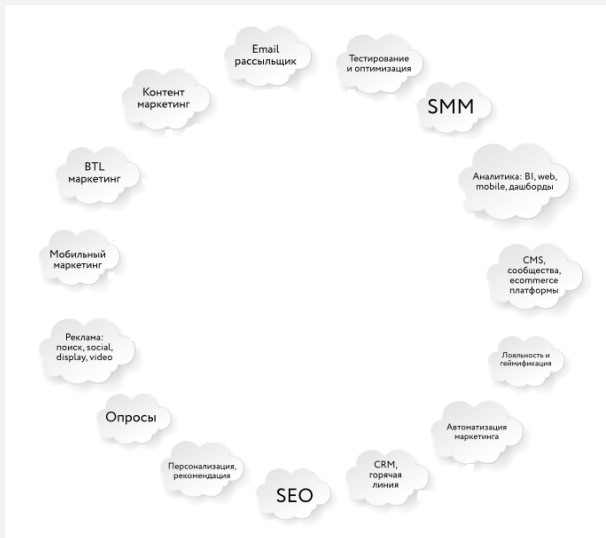 Email
рассыльщик
Тестирование
и оптимизация
SMM
Аналитика: BI, web,
mobile, дашборды
CMS,
сообщества,
ecommerce
платформы
Лояльность и
геймификация
Автоматизация
маркетинга
CRM,
горячая
линия
SEO
Персонализация,
рекомендация
Опросы
Реклама:
поиск, social,
display, video
Мобильный
маркетинг
BTL
маркетинг
Контент
маркетинг